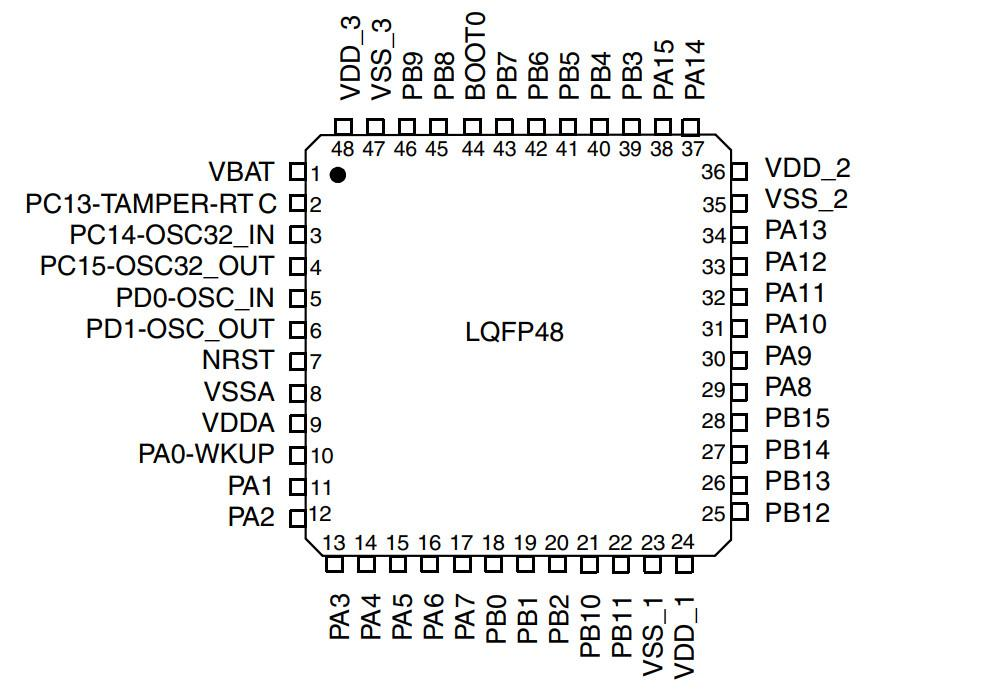 VDD_3
VSS_3
PB9
PB8
BOOT0
PB7
PB6
PB5
PB4
PB3
PA15
PA14
48 47 46 45 44 43 42 41 40 39 38 37
VBAT 1
PC13-TAMPER-RT C 2
PC14-OSC32_IN 3
PC15-OSC32_OUT 4
PD0-OSC_IN 5
PD1-OSC_OUT 6
NRST 7
VSSA 8
VDDA 9
PA0-WKUP 10
PA1 11
PA2 12
LQFP48
36 VDD_2
35 VSS_2
34 PA13
33 PA12
32 PA11
31 PA10
30 PA9
29 PA8
28 PB15
27 PB14
26 PB13
25 PB12
13 14 15 16 17 18 19 20 21 22 23 24
PA3
PA4
PA5
PA6
PA7
PB0
PB1
PB2
PB10
PB11
VSS_1
VDD_1